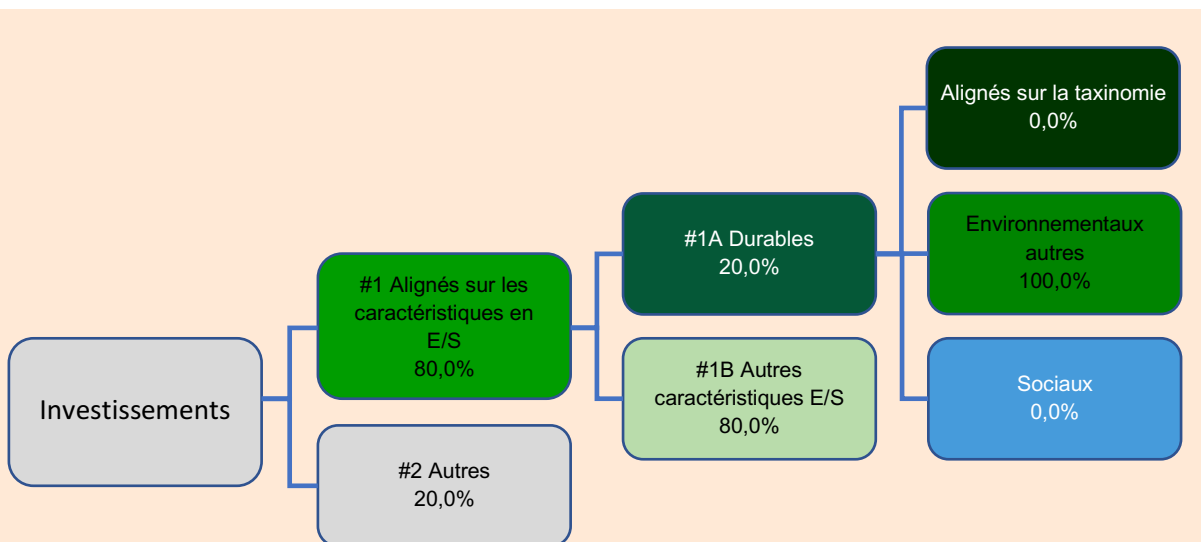 Investissements
#1 Alignés sur les
caractéristiques en
E/S
80,0%
#2 Autres
20,0%
#1A Durables
20,0%
#1B Autres
caractéristiques E/S
80,0%
Alignés sur la taxinomie
0,0%
Environnementaux
autres
100,0%
Sociaux
0,0%